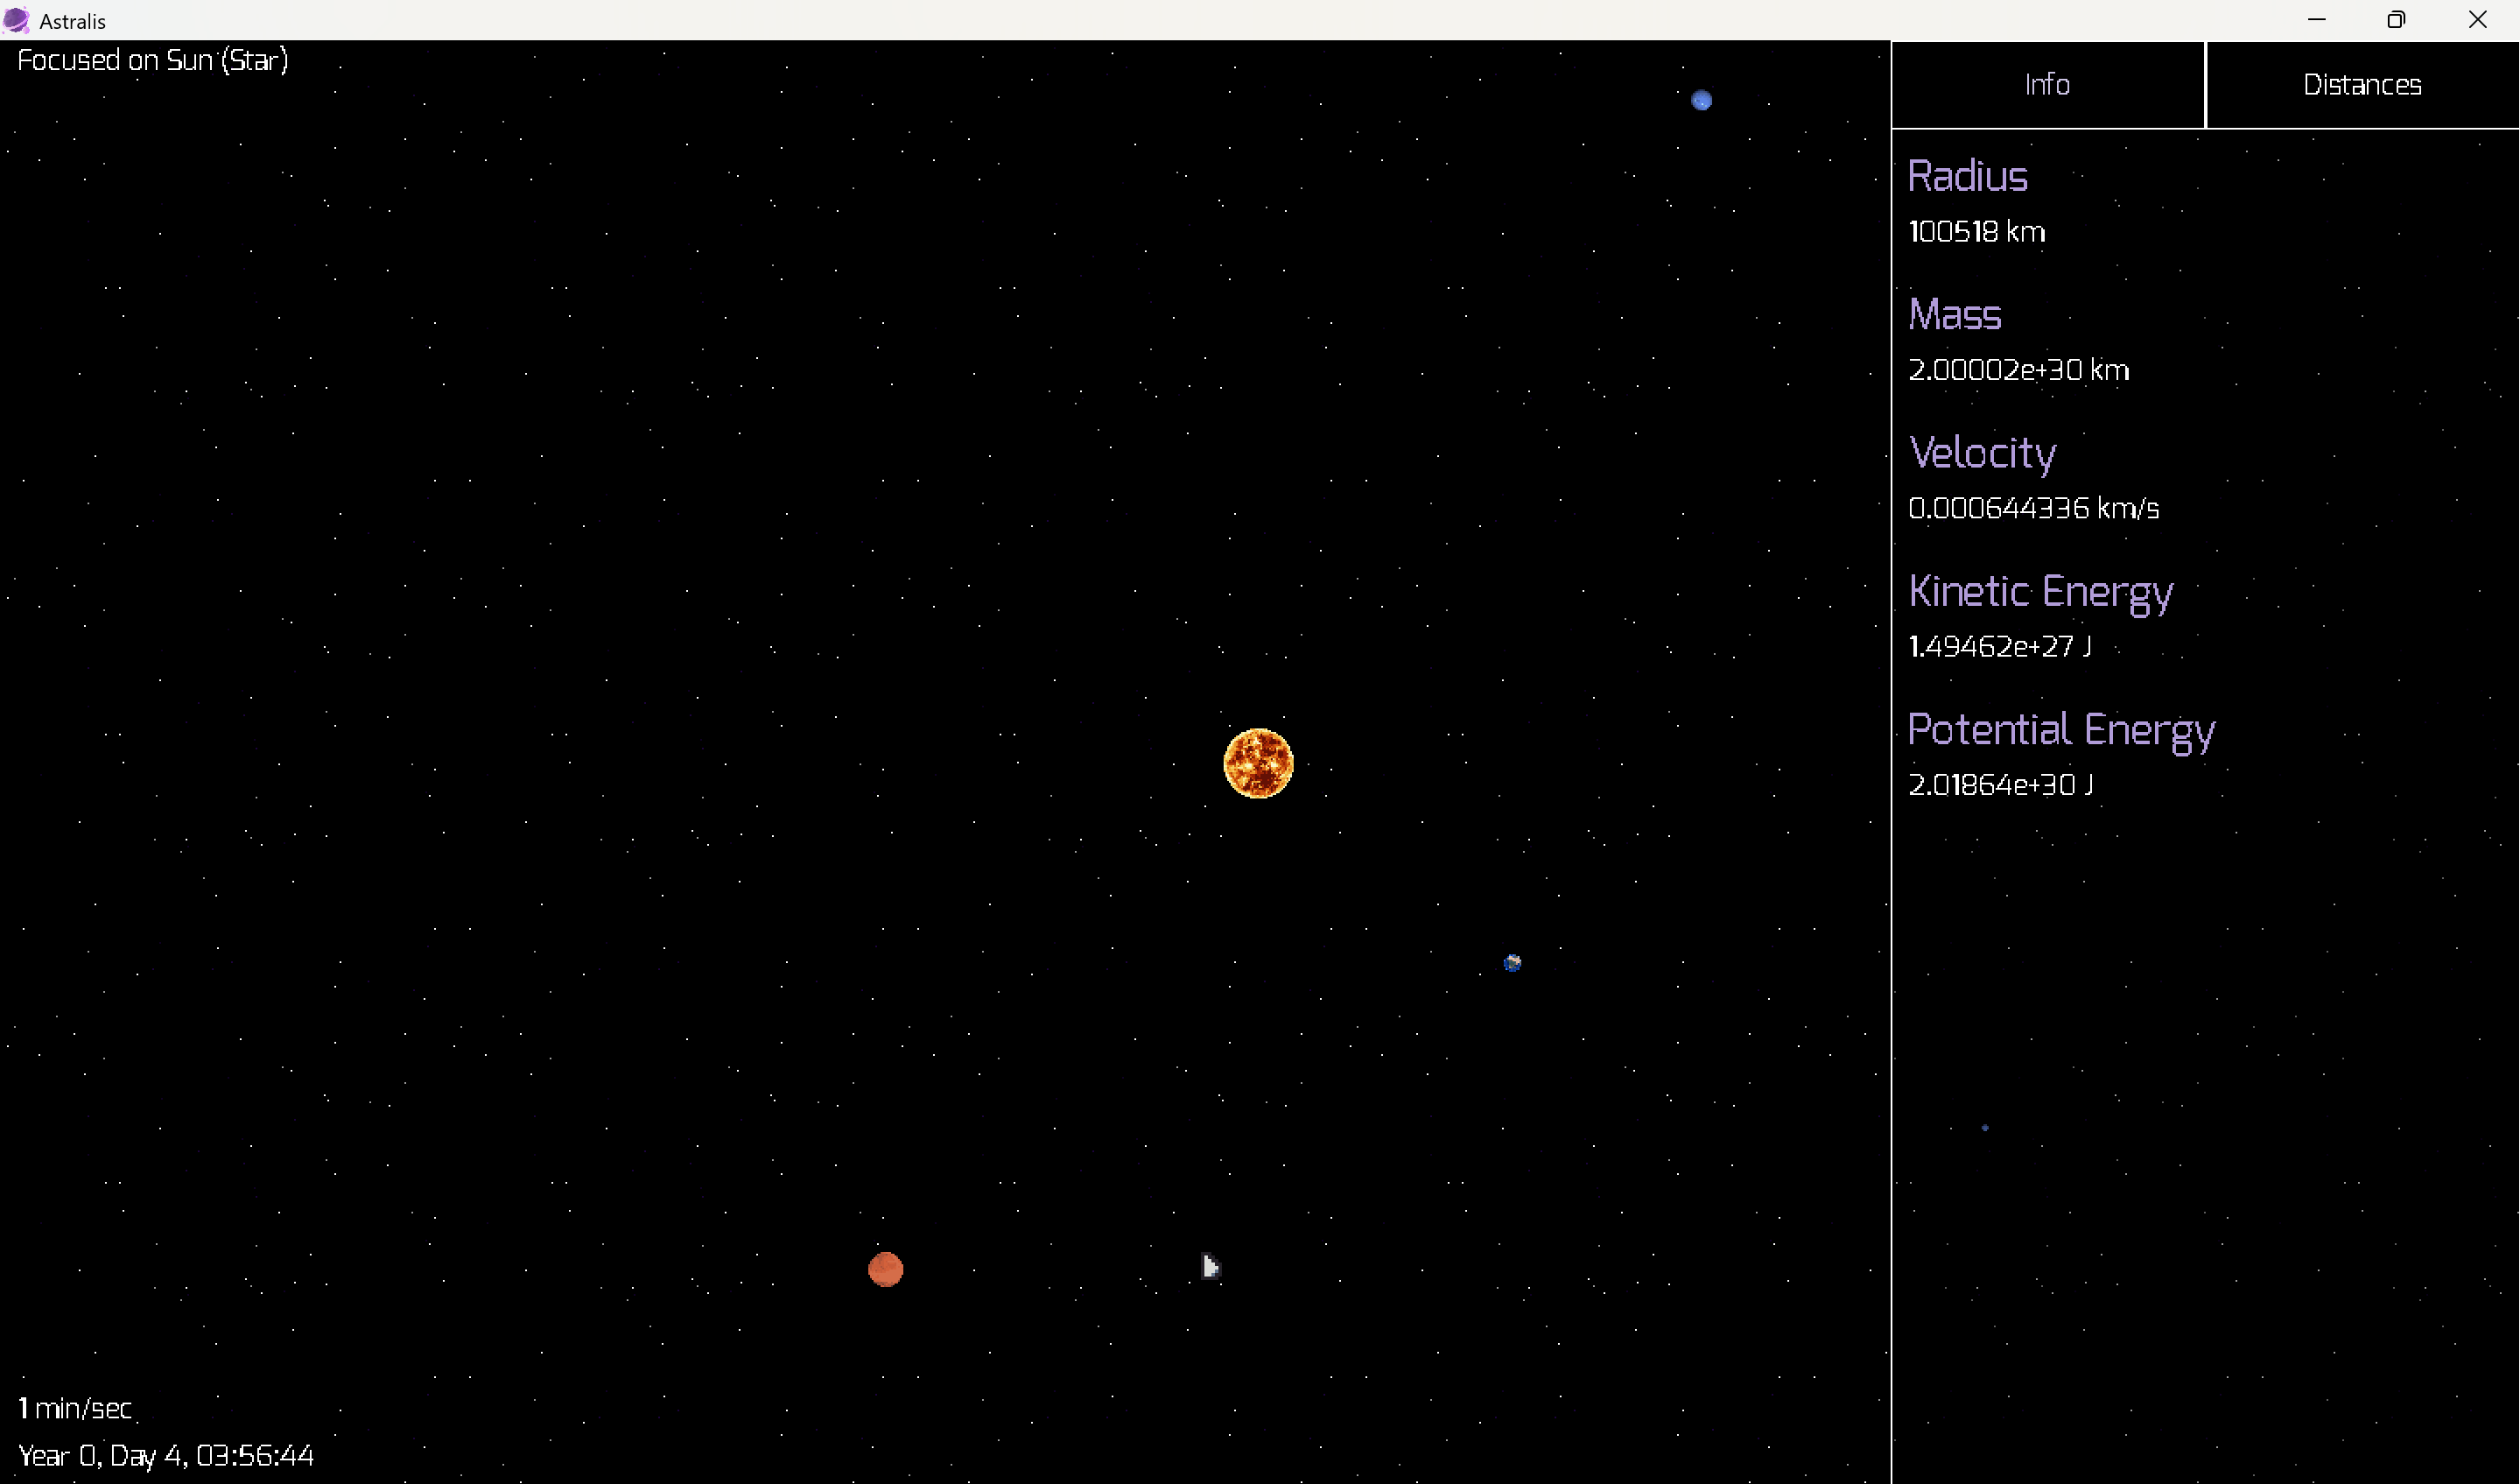 Astralis
Focused on Sun (Star)
Info
Distances
Radius
100518 km
Mass
2.00002e+30 km
Velocity
0.000644336 km/s
Kinetic Energy
1.49462e+27 J
Potential Energy
2.01864e+30 J
1 min/sec
Year 0, Day 4, 03:56:44